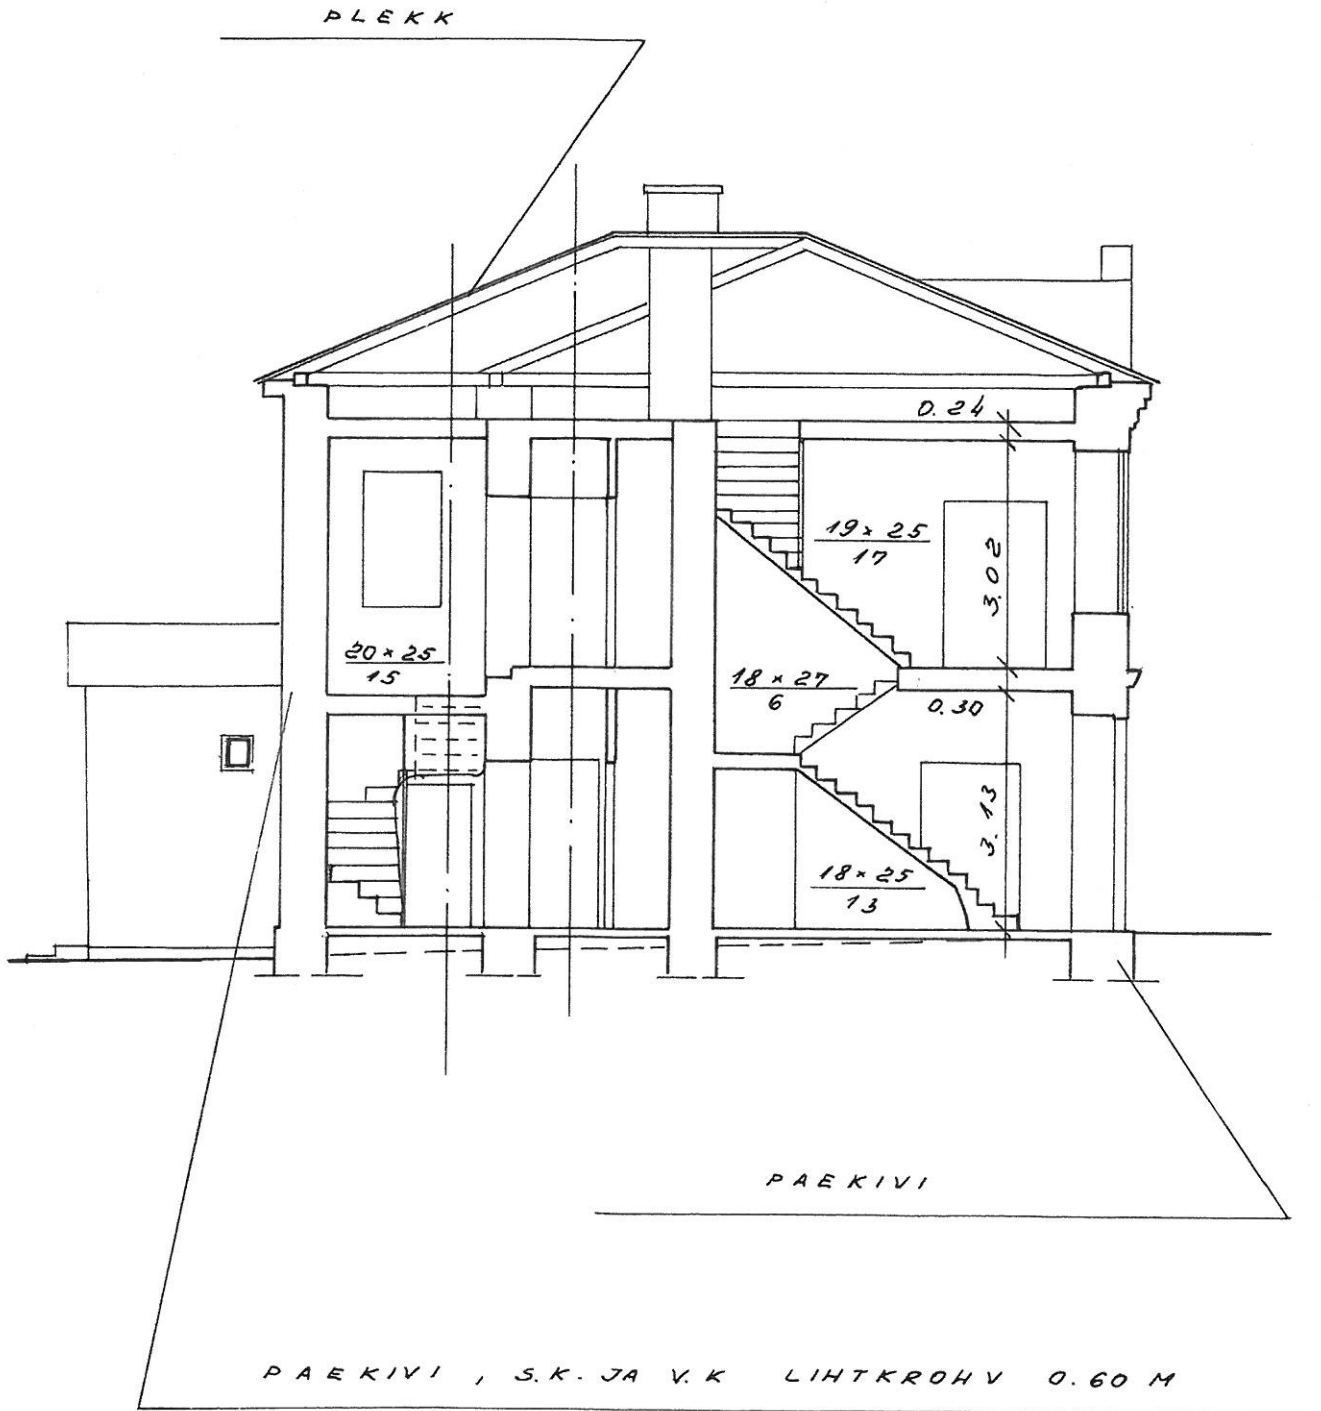 PLEKK
0.24
19 × 25
17
3.02
20 × 25
15
18 × 27
6
0.30
3.13
18 × 25
13
PAEKIVI
PAEKIVI, S.K. JA V.K LIHTKROHV 0.60 M